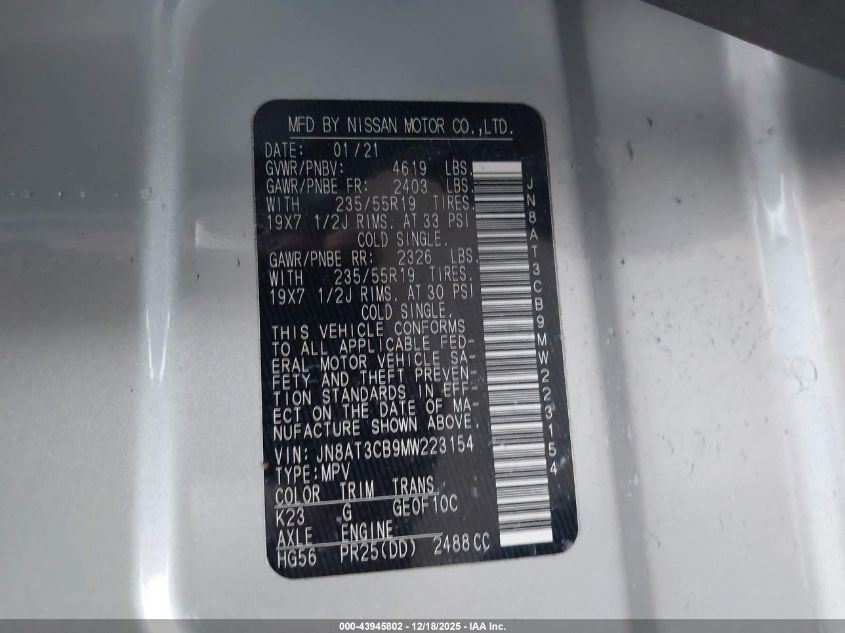 MFD BY NISSAN MOTOR CO.,LTD.
DATE: 01/21
GVWR/PNBV: 4619 LBS.
GAWR/PNBE FR: 2403 LBS.
WITH 235/55R19 TIRES.
19X7 1/2J RIMS. AT 33 PSI
COLD SINGLE.
GAWR/PNBE RR: 2326 LBS.
WITH 235/55R19 TIRES.
19X7 1/2J RIMS. AT 30 PSI
COLD SINGLE.
THIS VEHICLE CONFORMS
TO ALL APPLICABLE FED-
ERAL MOTOR VEHICLE SA-
FETY AND THEFT PREVEN-
TION STANDARDS IN EFF-
ECT ON THE DATE OF MA-
NUFACTURE SHOWN ABOVE.
VIN: JN8AT3CB9MW223154
TYPE:MPV
COLOR TRIM TRANS
K23 G GE0F10C
AXLE ENGINE
HG56 PR25(DD) 2488CC
JN8AT3CB9MW223154
000-43945802 - 12/18/2025 - IAA Inc.